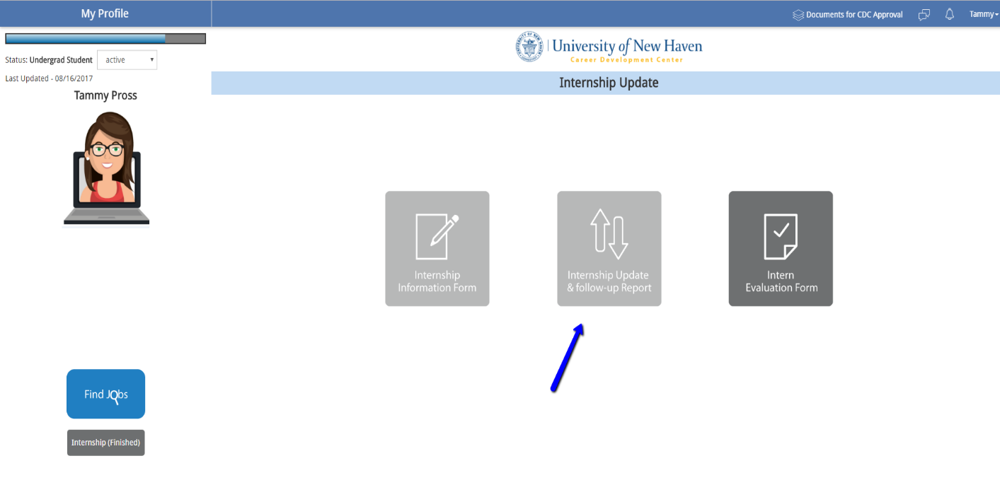 My Profile
Documents for CDC Approval
Tammy
Status: Undergrad Student
active
Last Updated - 08/16/2017
Tammy Pross
University of New Haven
Career Development Center
Internship Update
Internship
Information Form
Internship Update
& follow-up Report
Intern
Evaluation Form
Find Jobs
Internship (Finished)